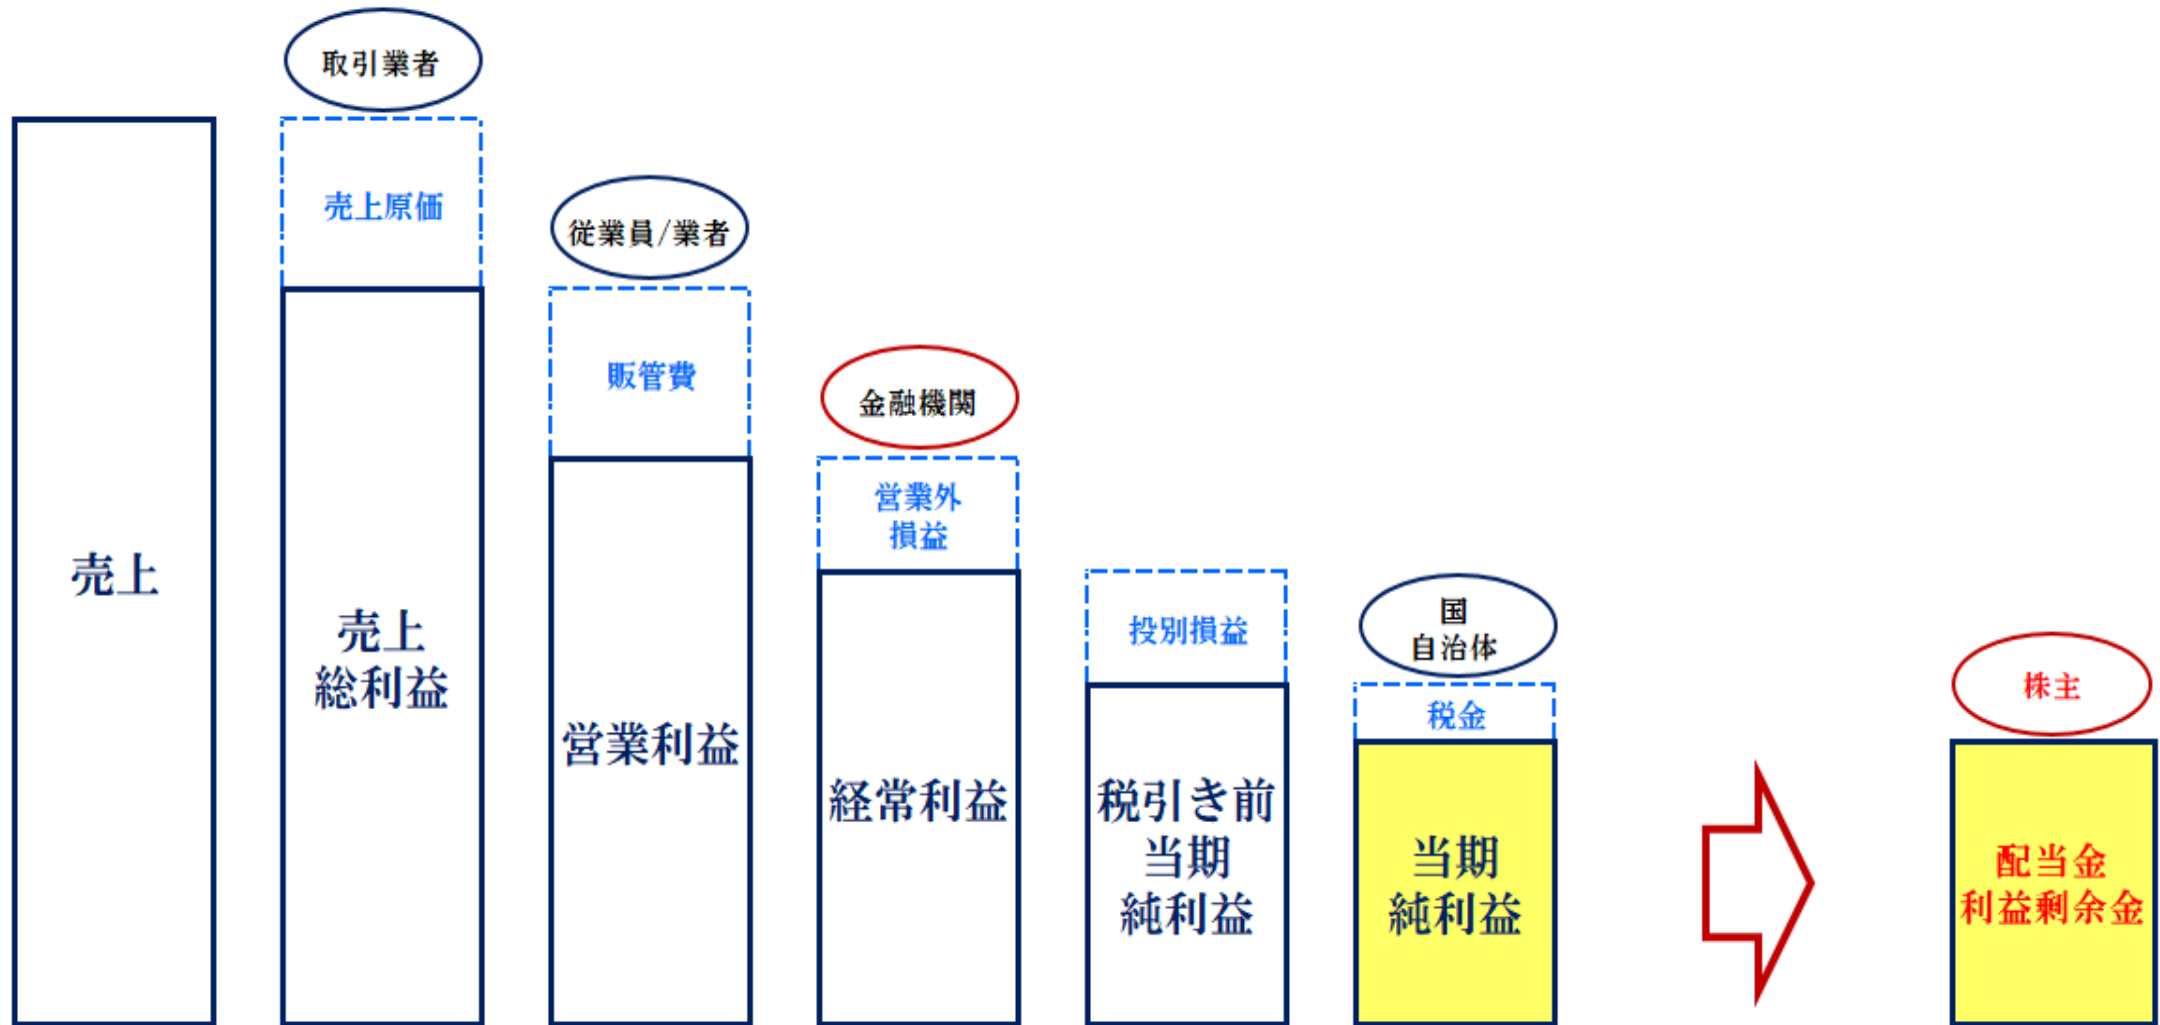 取引業者
売上原価
従業員/業者
販管費
金融機関
営業外
損益
投別損益
国
自治体
税金
株主
売上
売上
総利益
営業利益
経常利益
税引き前
当期
純利益
当期
純利益
配当金
利益剰余金